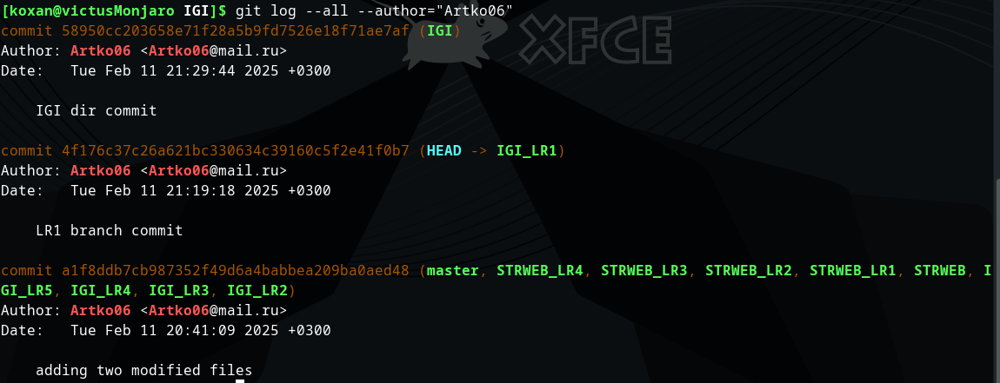 [koxan@victusMonjaro IGI]$ git log --all --author="Artko06"
commit 58950cc203658e71f28a5b9fd7526e18f71ae7af (IGI)
Author: Artko06 <Artko06@mail.ru>
Date:   Tue Feb 11 21:29:44 2025 +0300
XFCE
    IGI dir commit
commit 4f176c37c26a621bc330634c39160c5f2e41f0b7 (HEAD -> IGI_LR1)
Author: Artko06 <Artko06@mail.ru>
Date:   Tue Feb 11 21:19:18 2025 +0300
    LR1 branch commit
commit a1f8ddb7cb987352f49d6a4babbea209ba0aed48 (master, STRWEB_LR4, STRWEB_LR3, STRWEB_LR2, STRWEB_LR1, STRWEB, I
GI_LR5, IGI_LR4, IGI_LR3, IGI_LR2)
Author: Artko06 <Artko06@mail.ru>
Date:   Tue Feb 11 20:41:09 2025 +0300
    adding two modified files